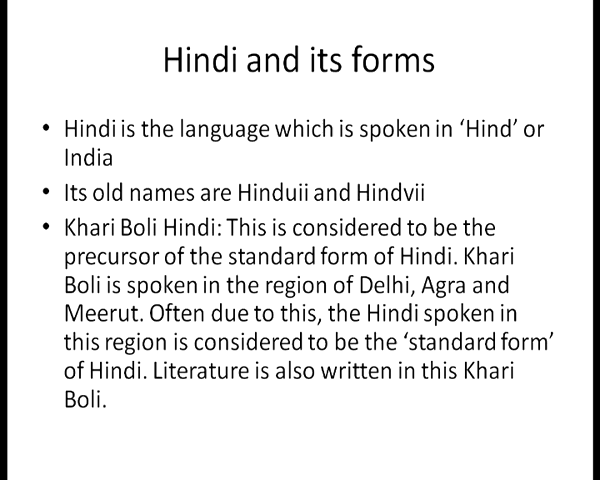 Hindi and its forms
• Hindi is the language which is spoken in ‘Hind’ or
India
• Its old names are Hinduii and Hindvii
• Khari Boli Hindi: This is considered to be the
precursor of the standard form of Hindi. Khari
Boli is spoken in the region of Delhi, Agra and
Meerut. Often due to this, the Hindi spoken in
this region is considered to be the ‘standard form’
of Hindi. Literature is also written in this Khari
Boli.